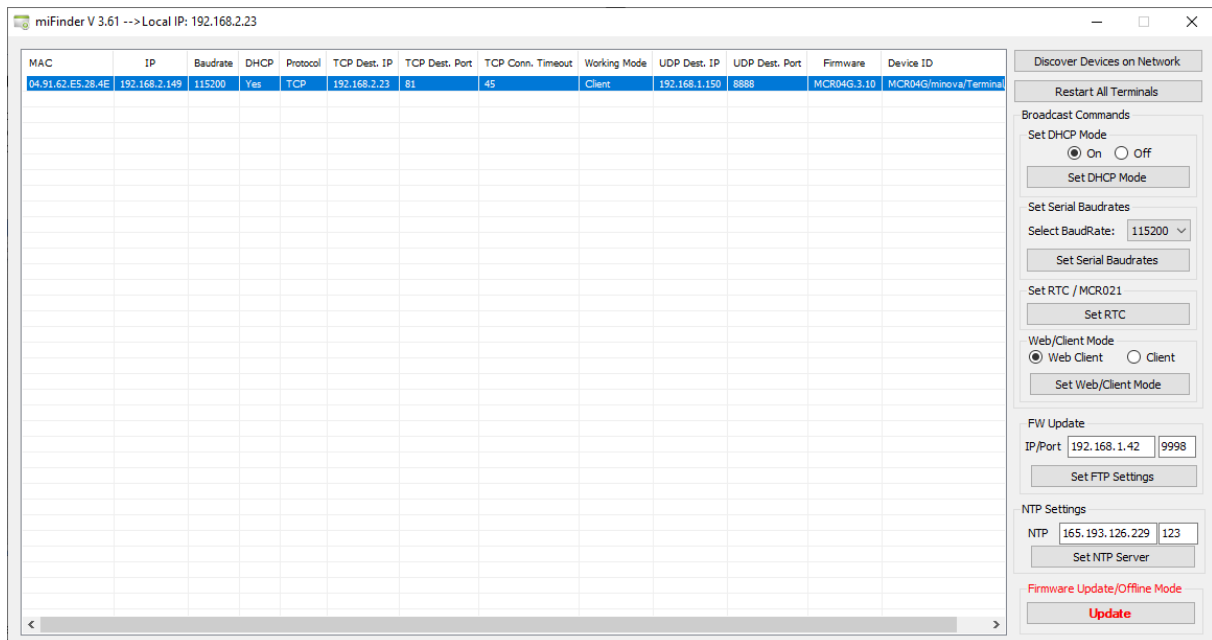 miFinder V 3.61 -->Local IP: 192.168.2.23
MAC IP Baudrate DHCP Protocol TCP Dest. IP TCP Dest. Port TCP Conn. Timeout Working Mode UDP Dest. IP UDP Dest. Port Firmware Device ID
04.91.62.E5.28.4E 192.168.2.149 115200 Yes TCP 192.168.2.23 81 45 Client 192.168.1.150 8888 MCR04G.3.10 MCR04G/minova/Terminal
Discover Devices on Network
Restart All Terminals
Broadcast Commands
Set DHCP Mode
On Off
Set DHCP Mode
Set Serial Baudrates
Select BaudRate: 115200
Set Serial Baudrates
Set RTC / MCR021
Set RTC
Web/Client Mode
Web Client Client
Set Web/Client Mode
FW Update
IP/Port 192.168.1.42 9998
Set FTP Settings
NTP Settings
NTP 165.193.126.229 123
Set NTP Server
Firmware Update/Offline Mode
Update